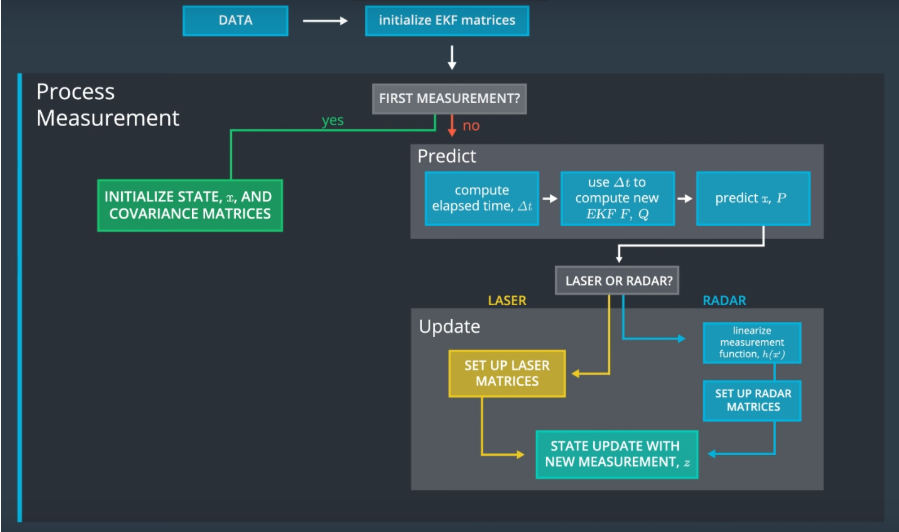 DATA
initialize EKF matrices
Process
Measurement
FIRST MEASUREMENT?
yes
no
INITIALIZE STATE, x, AND
COVARIANCE MATRICES
Predict
compute
elapsed time, Δt
use Δt to
compute new
EKF F, Q
predict x, P
LASER OR RADAR?
LASER
RADAR
Update
linearize
measurement
function, h(x')
SET UP LASER
MATRICES
SET UP RADAR
MATRICES
STATE UPDATE WITH
NEW MEASUREMENT, z